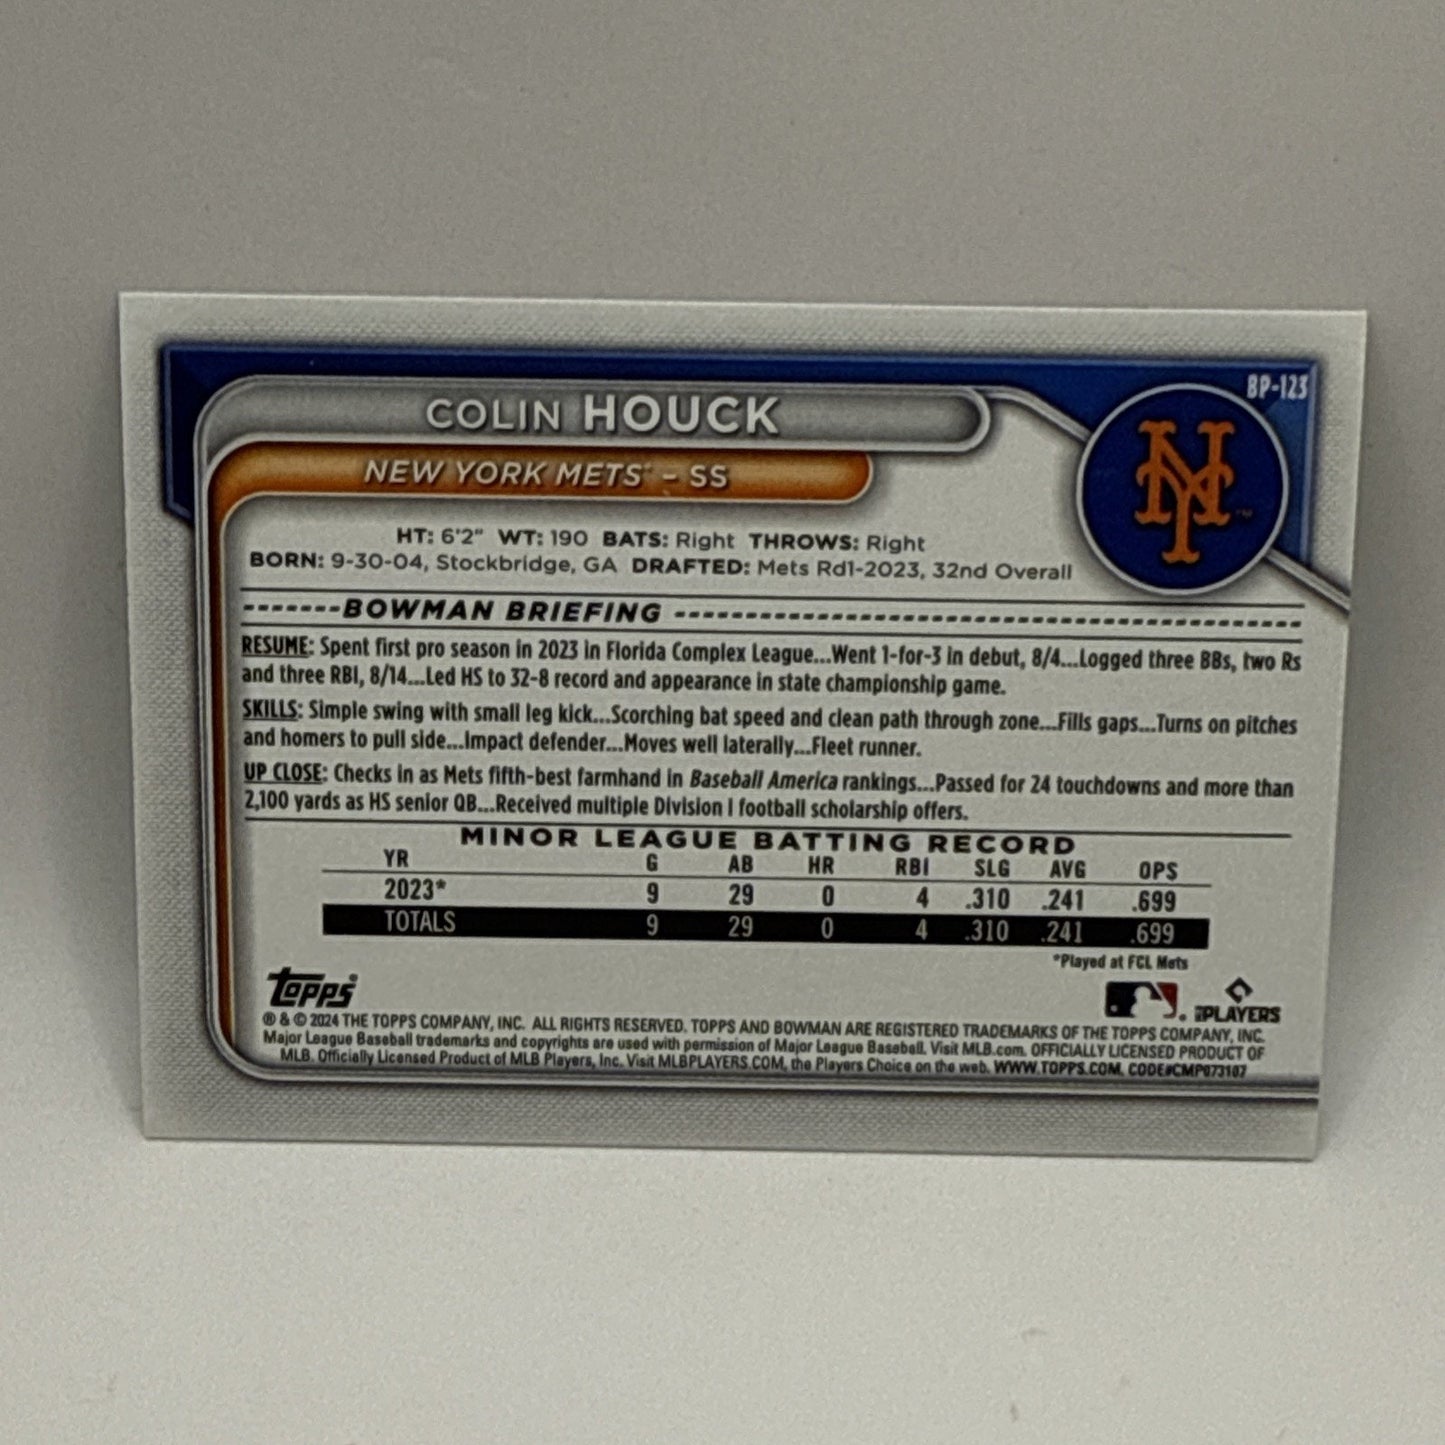 BP-123
COLIN HOUCK
NEW YORK METS - SS
NY
HT: 6'2" WT: 190 BATS: Right THROWS: Right
BORN: 9-30-04, Stockbridge, GA DRAFTED: Mets Rd1-2023, 32nd Overall
BOWMAN BRIEFING
RESUME: Spent first pro season in 2023 in Florida Complex League...Went 1-for-3 in debut, 8/4...Logged three BBs, two Rs
and three RBI, 8/14...Led HS to 32-8 record and appearance in state championship game.
SKILLS: Simple swing with small leg kick...Scorching bat speed and clean path through zone...Fills gaps...Turns on pitches
and homers to pull side...Impact defender...Moves well laterally...Fleet runner.
UP CLOSE: Checks in as Mets fifth-best farmhand in Baseball America rankings...Passed for 24 touchdowns and more than
2,100 yards as HS senior QB...Received multiple Division I football scholarship offers.
MINOR LEAGUE BATTING RECORD
YR G AB HR RBI SLG AVG OPS
2023* 9 29 0 4 .310 .241 .699
TOTALS 9 29 0 4 .310 .241 .699
*Played at FCL Mets
Topps®
PLAYERS
® & © 2024 THE TOPPS COMPANY, INC. ALL RIGHTS RESERVED. TOPPS AND BOWMAN ARE REGISTERED TRADEMARKS OF THE TOPPS COMPANY, INC.
Major League Baseball trademarks and copyrights are used with permission of Major League Baseball. Visit MLB.com. OFFICIALLY LICENSED PRODUCT OF
MLB. Officially Licensed Product of MLB Players, Inc. Visit MLBPLAYERS.COM, the Players Choice on the web. WWW.TOPPS.COM. CODE#CMP073107